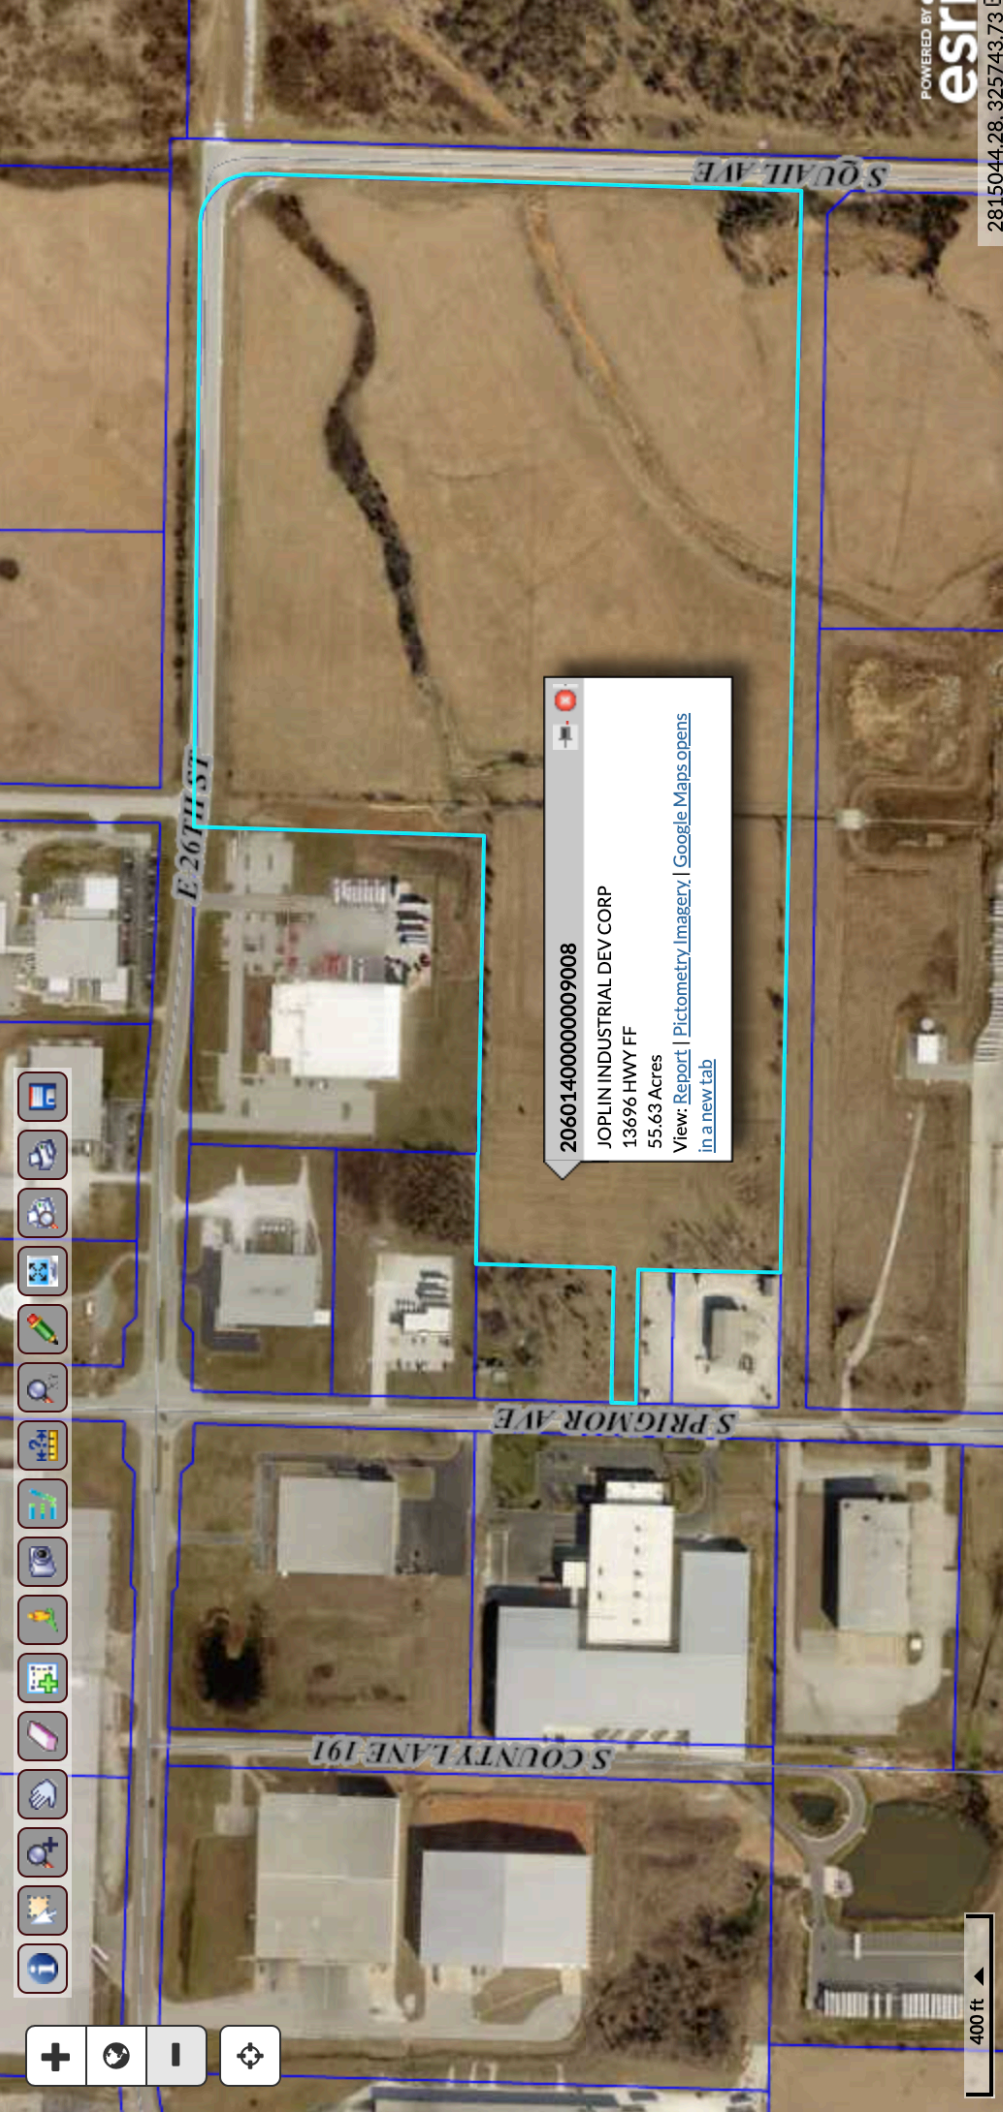 E 26TH ST
S QUAIL AVE
20601400000009008
JOPLIN INDUSTRIAL DEV CORP
13696 HWY FF
55.63 Acres
View: Report | Pictometry Imagery | Google Maps opens
in a new tab
S PRIGMOR AVE
S COUNTY LANE 191
400 ft
POWERED BY
esri
2815044.28, 325743.73